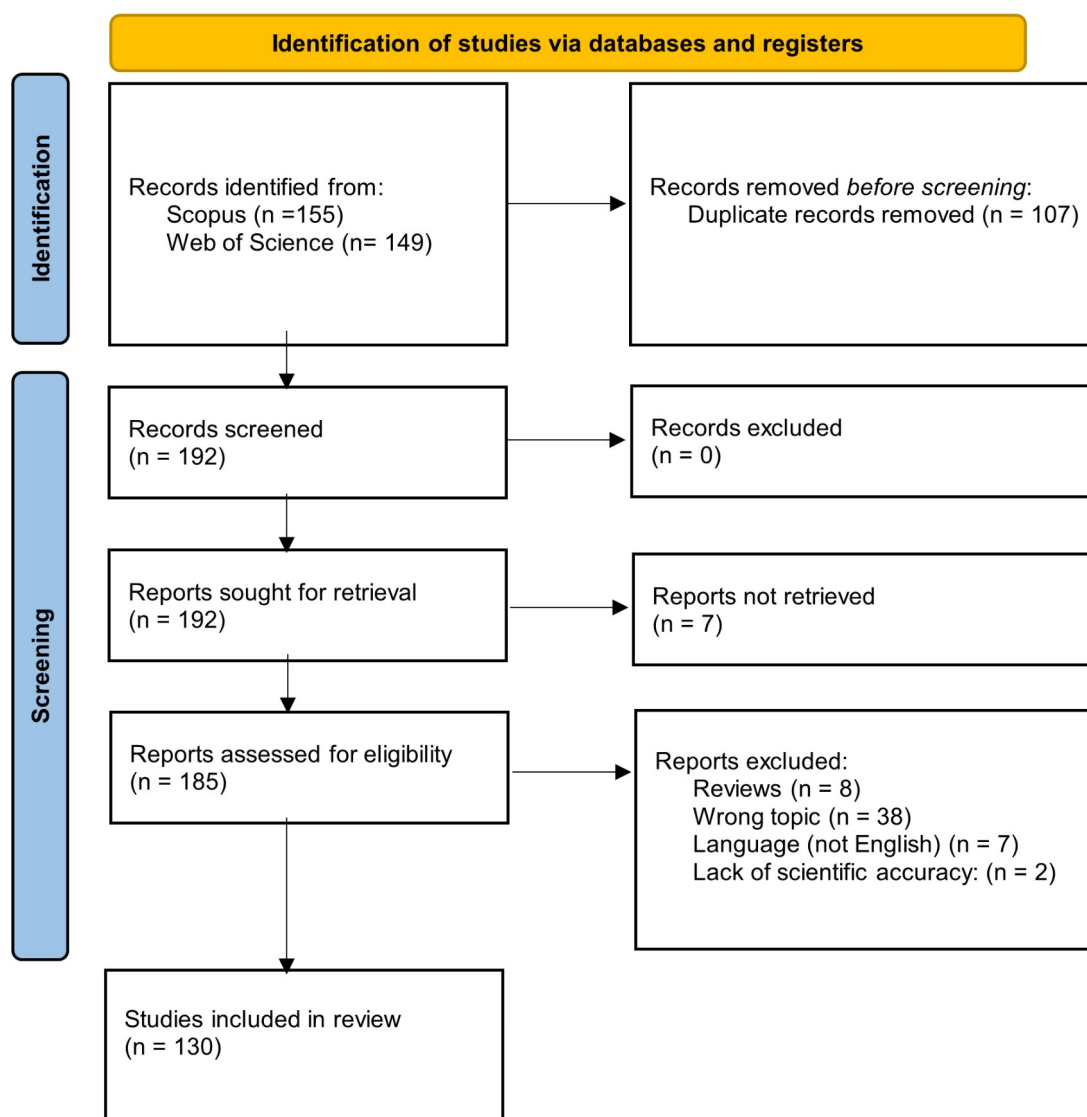 Identification of studies via databases and registers
Identification
Records identified from:
Scopus (n =155)
Web of Science (n= 149)
Records removed before screening:
Duplicate records removed (n = 107)
Screening
Records screened
(n = 192)
Records excluded
(n = 0)
Reports sought for retrieval
(n = 192)
Reports not retrieved
(n = 7)
Reports assessed for eligibility
(n = 185)
Reports excluded:
Reviews (n = 8)
Wrong topic (n = 38)
Language (not English) (n = 7)
Lack of scientific accuracy: (n = 2)
Studies included in review
(n = 130)